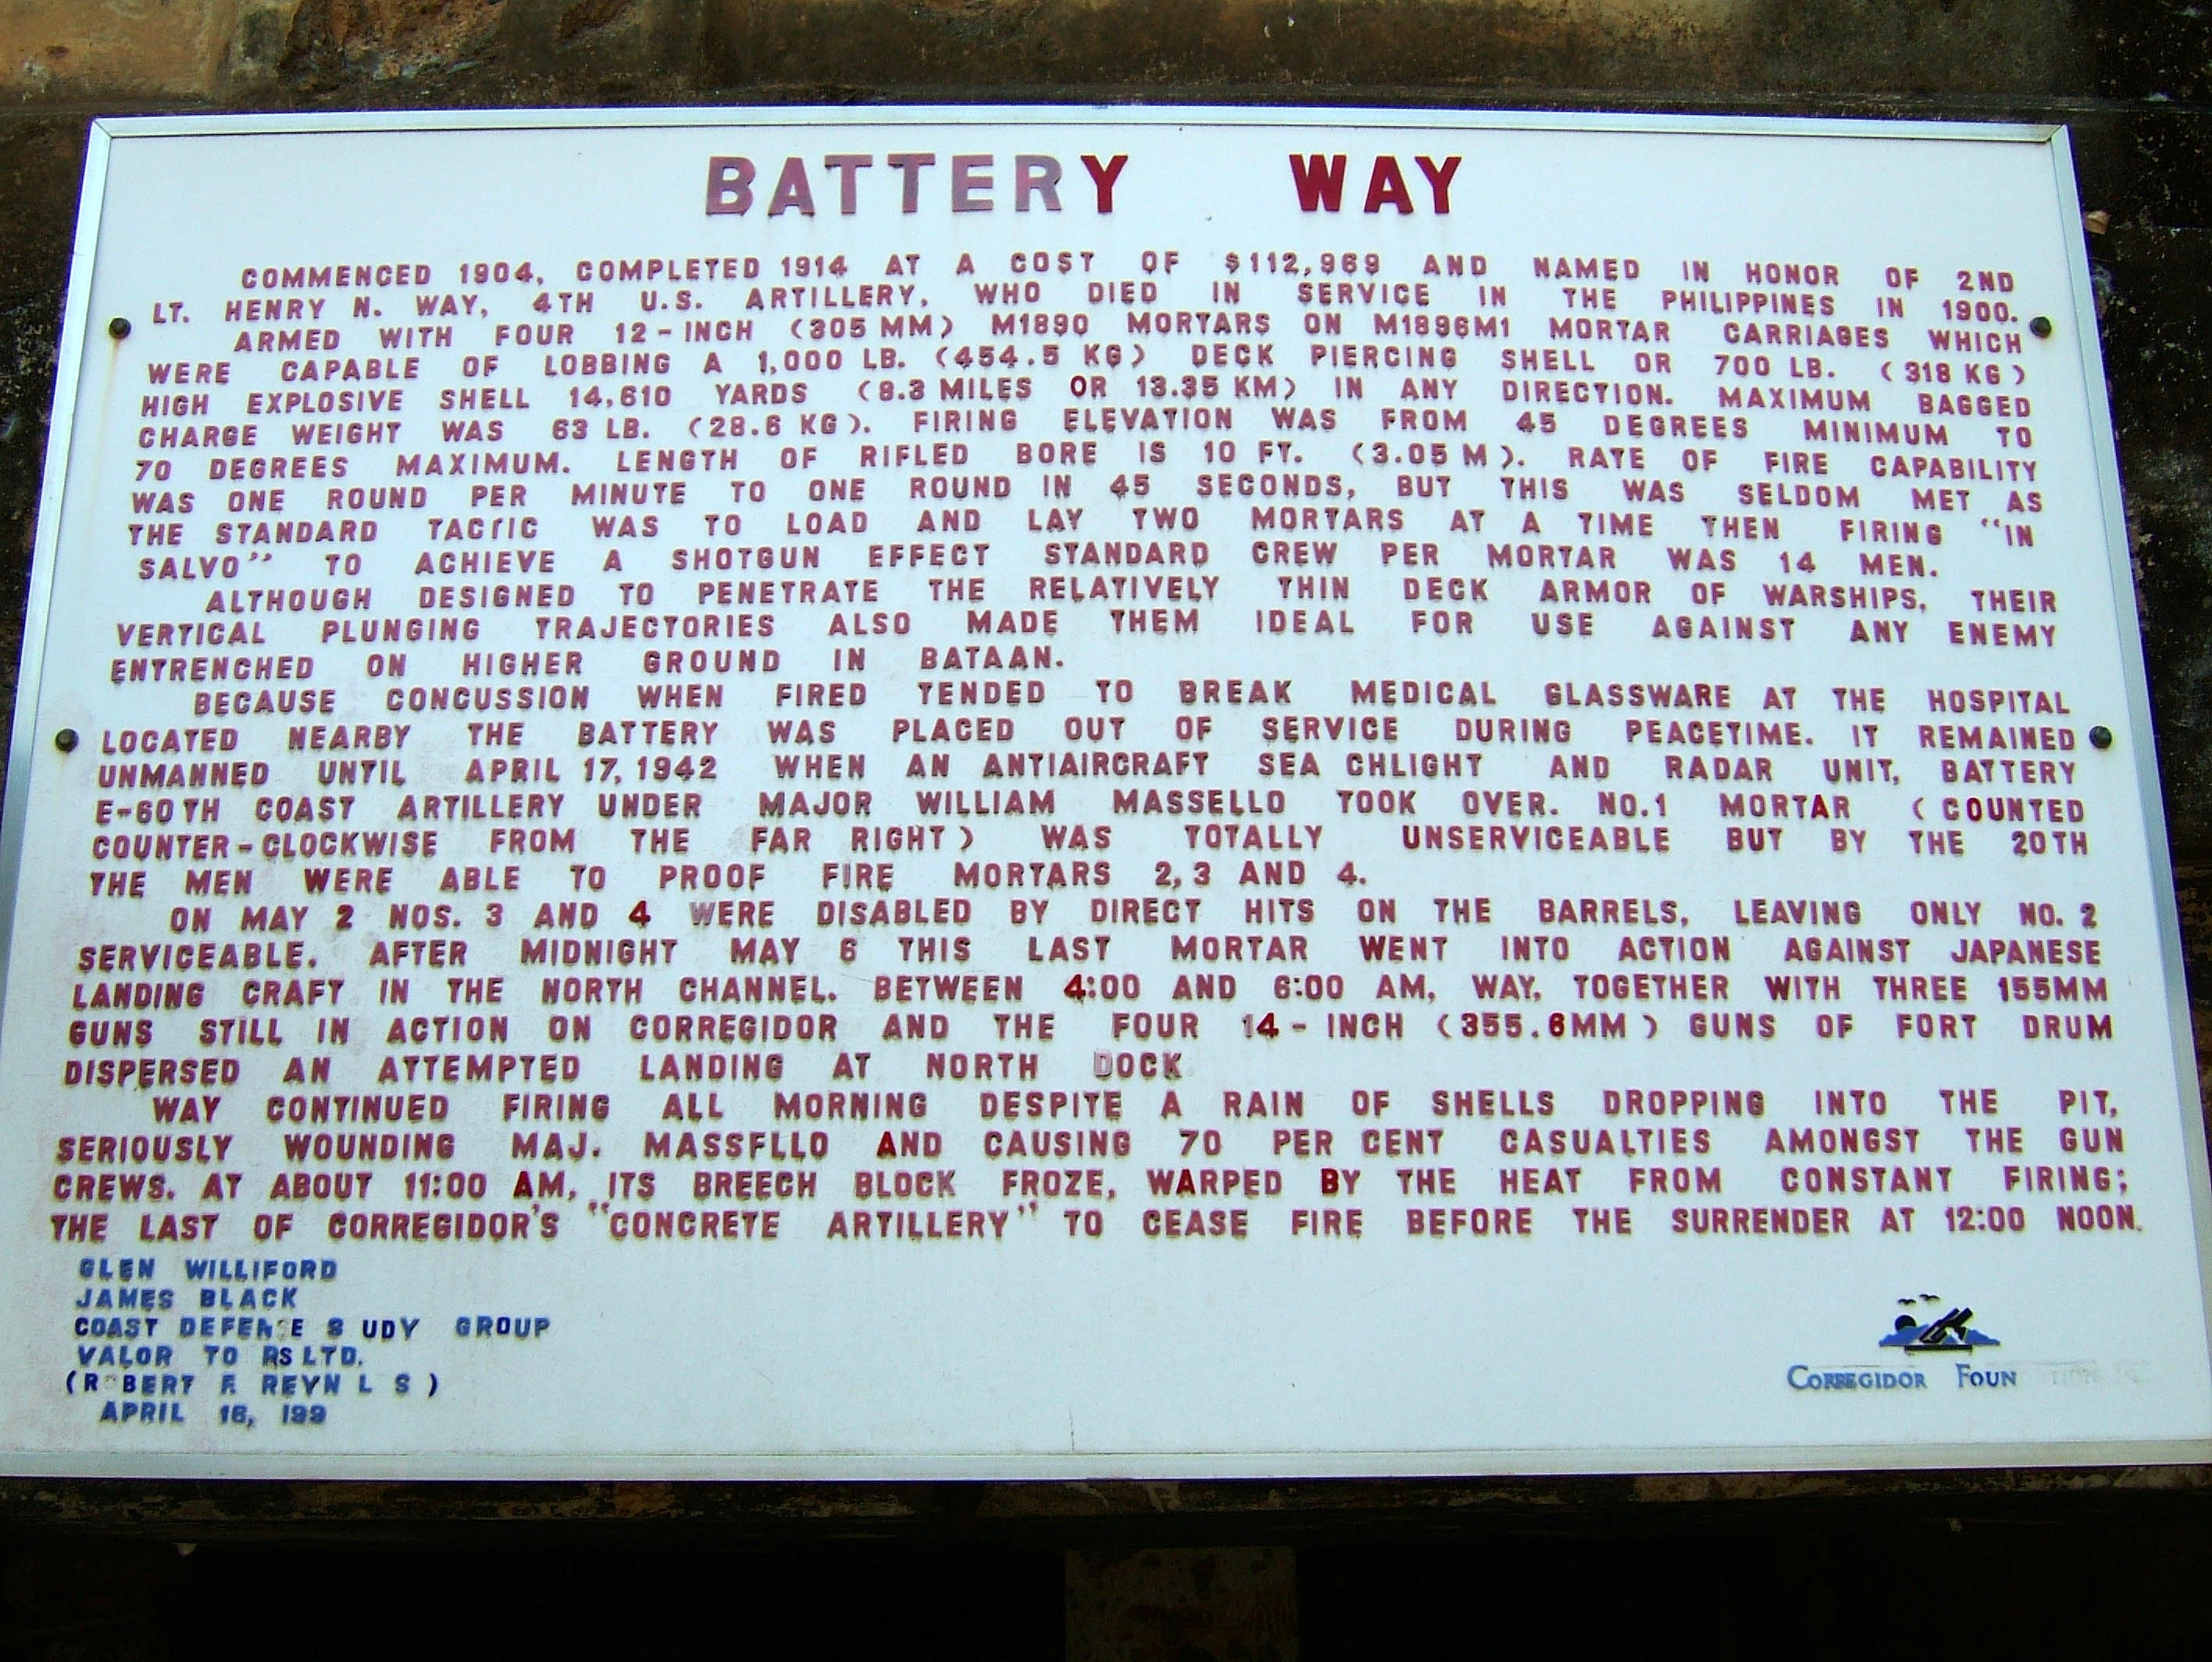 BATTERY WAY
COMMENCED 1904, COMPLETED 1914 AT A COST OF $112,969 AND NAMED IN HONOR OF 2ND
LT. HENRY N. WAY, 4TH U.S. ARTILLERY, WHO DIED IN SERVICE IN THE PHILIPPINES IN 1900.
ARMED WITH FOUR 12-INCH (305 MM) M1890 MORTARS ON M1896M1 MORTAR CARRIAGES WHICH
WERE CAPABLE OF LOBBING A 1,000 LB. (454.5 KG) DECK PIERCING SHELL OR 700 LB. (318 KG)
HIGH EXPLOSIVE SHELL 14,610 YARDS (8.3 MILES OR 13.35 KM) IN ANY DIRECTION. MAXIMUM BAGGED
CHARGE WEIGHT WAS 63 LB. (28.6 KG). FIRING ELEVATION WAS FROM 45 DEGREES MINIMUM TO
70 DEGREES MAXIMUM. LENGTH OF RIFLED BORE IS 10 FT. (3.05 M). RATE OF FIRE CAPABILITY
WAS ONE ROUND PER MINUTE TO ONE ROUND IN 45 SECONDS, BUT THIS WAS SELDOM MET AS
THE STANDARD TACTIC WAS TO LOAD AND LAY TWO MORTARS AT A TIME THEN FIRING "IN
SALVO" TO ACHIEVE A SHOTGUN EFFECT STANDARD CREW PER MORTAR WAS 14 MEN.
ALTHOUGH DESIGNED TO PENETRATE THE RELATIVELY THIN DECK ARMOR OF WARSHIPS, THEIR
VERTICAL PLUNGING TRAJECTORIES ALSO MADE THEM IDEAL FOR USE AGAINST ANY ENEMY
ENTRENCHED ON HIGHER GROUND IN BATAAN.
BECAUSE CONCUSSION WHEN FIRED TENDED TO BREAK MEDICAL GLASSWARE AT THE HOSPITAL
LOCATED NEARBY THE BATTERY WAS PLACED OUT OF SERVICE DURING PEACETIME. IT REMAINED
UNMANNED UNTIL APRIL 17, 1942 WHEN AN ANTIAIRCRAFT SEA CHLIGHT AND RADAR UNIT, BATTERY
E-60TH COAST ARTILLERY UNDER MAJOR WILLIAM MASSELLO TOOK OVER. NO.1 MORTAR (COUNTED
COUNTER-CLOCKWISE FROM THE FAR RIGHT) WAS TOTALLY UNSERVICEABLE BUT BY THE 20TH
THE MEN WERE ABLE TO PROOF FIRE MORTARS 2, 3 AND 4.
ON MAY 2 NOS. 3 AND 4 WERE DISABLED BY DIRECT HITS ON THE BARRELS, LEAVING ONLY NO. 2
SERVICEABLE. AFTER MIDNIGHT MAY 6 THIS LAST MORTAR WENT INTO ACTION AGAINST JAPANESE
LANDING CRAFT IN THE NORTH CHANNEL. BETWEEN 4:00 AND 6:00 AM, WAY, TOGETHER WITH THREE 155MM
GUNS STILL IN ACTION ON CORREGIDOR AND THE FOUR 14-INCH (355.6MM) GUNS OF FORT DRUM
DISPERSED AN ATTEMPTED LANDING AT NORTH DOCK
WAY CONTINUED FIRING ALL MORNING DESPITE A RAIN OF SHELLS DROPPING INTO THE PIT,
SERIOUSLY WOUNDING MAJ. MASSFLLO AND CAUSING 70 PER CENT CASUALTIES AMONGST THE GUN
CREWS. AT ABOUT 11:00 AM, ITS BREECH BLOCK FROZE, WARPED BY THE HEAT FROM CONSTANT FIRING;
THE LAST OF CORREGIDOR'S "CONCRETE ARTILLERY" TO CEASE FIRE BEFORE THE SURRENDER AT 12:00 NOON.
GLEN WILLIFORD
JAMES BLACK
COAST DEFENSE S UDY GROUP
VALOR TO RS LTD.
(ROBERT F. REYN L S)
APRIL 16, 199
CORREGIDOR FOUN